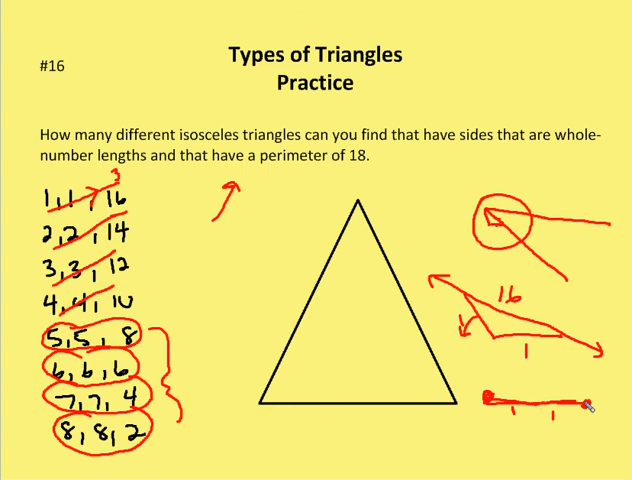 #16
Types of Triangles
Practice
How many different isosceles triangles can you find that have sides that are whole-
number lengths and that have a perimeter of 18.
3
1, 1, 16
2, 2, 14
3, 3, 12
4, 4, 10
5, 5, 8
6, 6, 6
7, 7, 4
8, 8, 2
16
1
1
1 1